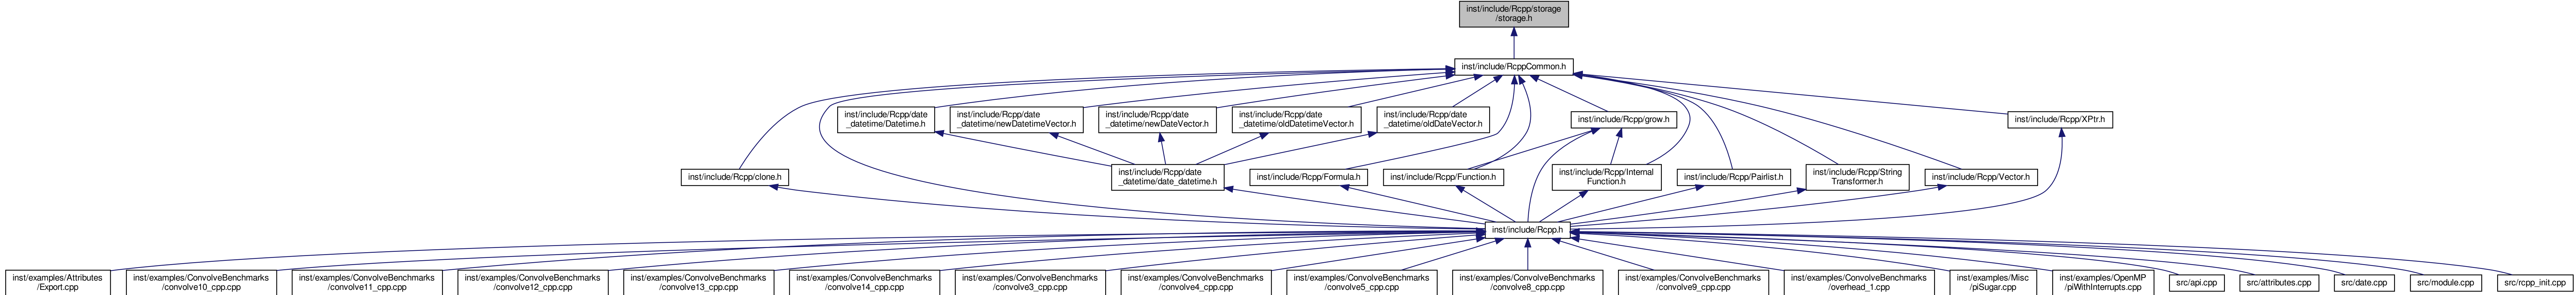 inst/include/Rcpp/storage
/storage.h
inst/include/RcppCommon.h
inst/include/Rcpp/date
_datetime/Datetime.h
inst/include/Rcpp/date
_datetime/newDatetimeVector.h
inst/include/Rcpp/date
_datetime/newDateVector.h
inst/include/Rcpp/date
_datetime/oldDatetimeVector.h
inst/include/Rcpp/date
_datetime/oldDateVector.h
inst/include/Rcpp/grow.h
inst/include/Rcpp/XPtr.h
inst/include/Rcpp/clone.h
inst/include/Rcpp/date
_datetime/date_datetime.h
inst/include/Rcpp/Formula.h
inst/include/Rcpp/Function.h
inst/include/Rcpp/Internal
Function.h
inst/include/Rcpp/Pairlist.h
inst/include/Rcpp/String
Transformer.h
inst/include/Rcpp/Vector.h
inst/include/Rcpp.h
inst/examples/Attributes
/Export.cpp
inst/examples/ConvolveBenchmarks
/convolve10_cpp.cpp
inst/examples/ConvolveBenchmarks
/convolve11_cpp.cpp
inst/examples/ConvolveBenchmarks
/convolve12_cpp.cpp
inst/examples/ConvolveBenchmarks
/convolve13_cpp.cpp
inst/examples/ConvolveBenchmarks
/convolve14_cpp.cpp
inst/examples/ConvolveBenchmarks
/convolve3_cpp.cpp
inst/examples/ConvolveBenchmarks
/convolve4_cpp.cpp
inst/examples/ConvolveBenchmarks
/convolve5_cpp.cpp
inst/examples/ConvolveBenchmarks
/convolve8_cpp.cpp
inst/examples/ConvolveBenchmarks
/convolve9_cpp.cpp
inst/examples/ConvolveBenchmarks
/overhead_1.cpp
inst/examples/Misc
/piSugar.cpp
inst/examples/OpenMP
/piWithInterrupts.cpp
src/api.cpp
src/attributes.cpp
src/date.cpp
src/module.cpp
src/rcpp_init.cpp